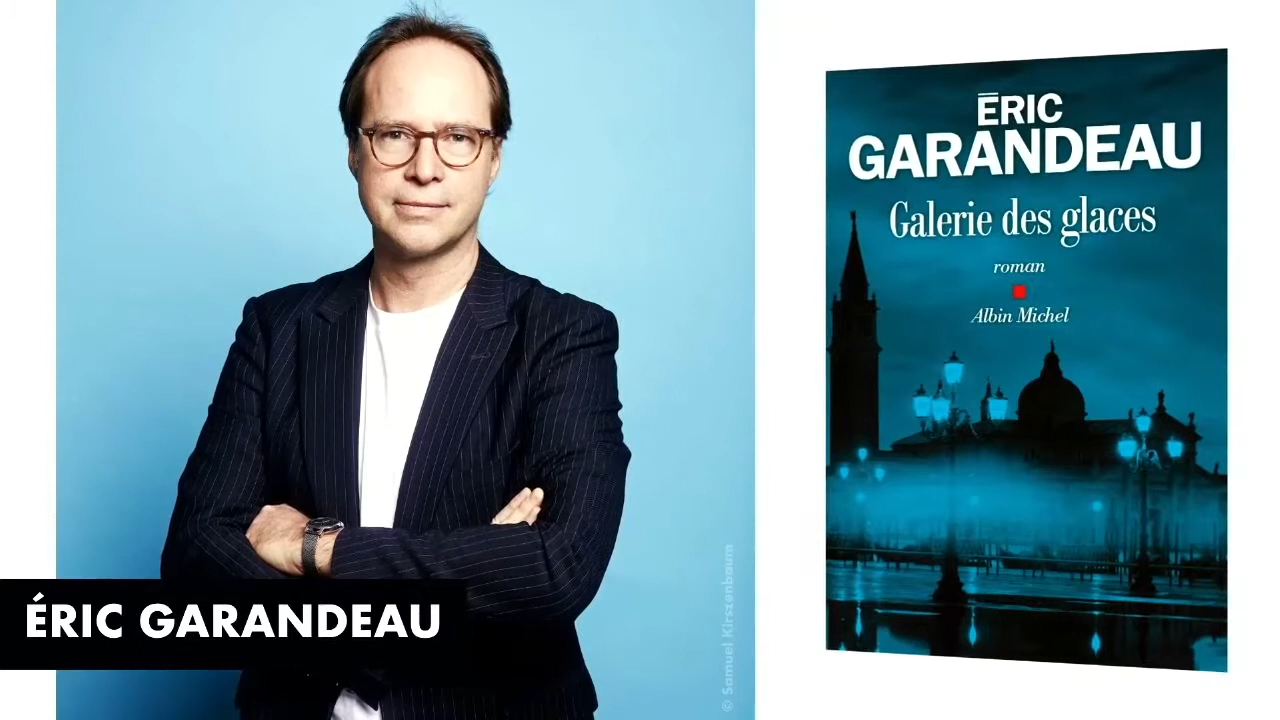 ÉRIC GARANDEAU
© Samuel Kirszenbaum
ÉRIC
GARANDEAU
Galerie des glaces
roman
Albin Michel